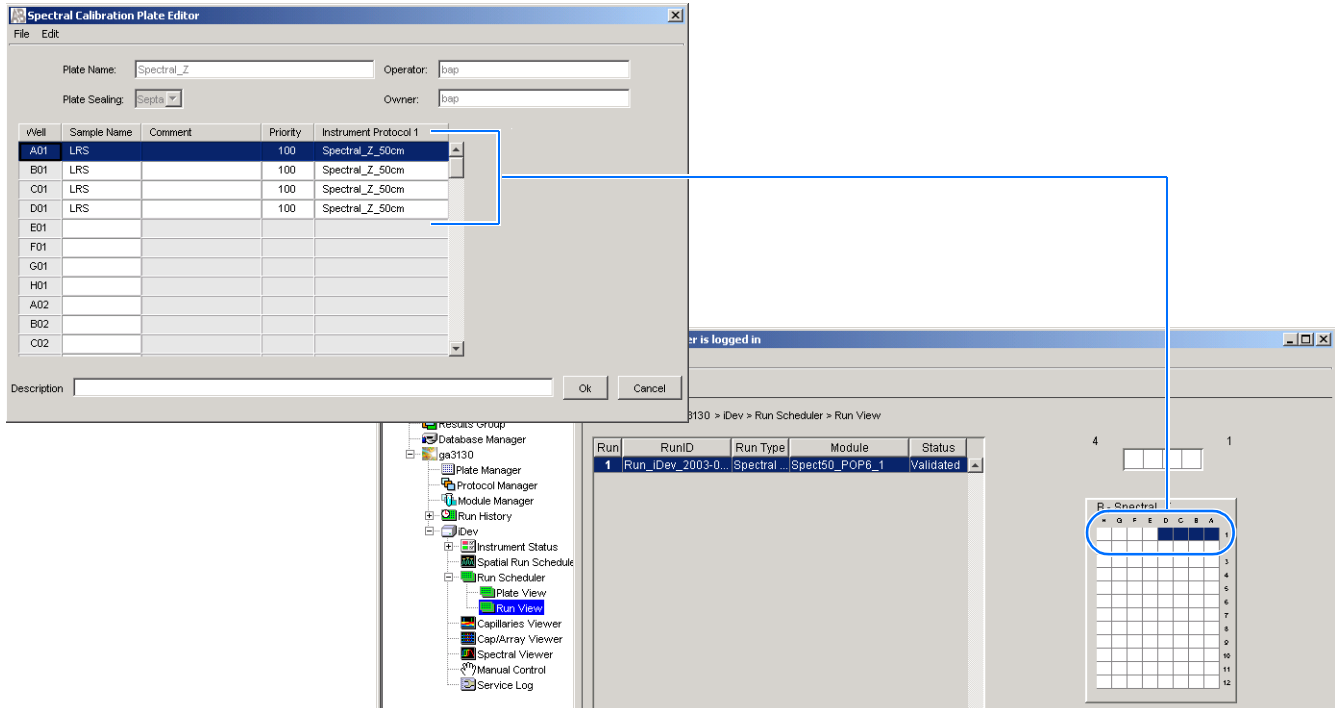 Spectral Calibration Plate Editor
File Edit
Plate Name: Spectral_Z Operator: bap
Plate Sealing: Septa Owner: bap
Well Sample Name Comment Priority Instrument Protocol 1
A01 LRS 100 Spectral_Z_50cm
B01 LRS 100 Spectral_Z_50cm
C01 LRS 100 Spectral_Z_50cm
D01 LRS 100 Spectral_Z_50cm
E01
F01
G01
H01
A02
B02
C02
Description Ok Cancel
er is logged in
3130 > iDev > Run Scheduler > Run View
Results Group
Database Manager
ga3130
Plate Manager
Protocol Manager
Module Manager
Run History
iDev
Instrument Status
Spatial Run Schedule
Run Scheduler
Plate View
Run View
Capillaries Viewer
Cap/Array Viewer
Spectral Viewer
Manual Control
Service Log
Run RunID Run Type Module Status
1 Run_iDev_2003-0... Spectral ... Spect50_POP6_1 Validated
4 1
B - Spectral
G F E D C B A
1
3
4
5
6
7
8
9
10
11
12